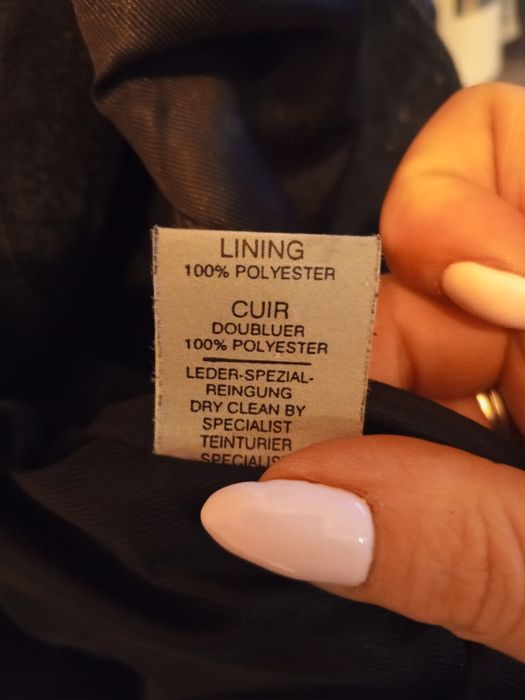 LINING
100% POLYESTER
CUIR
DOUBLUER
100% POLYESTER
LEDER-SPEZIAL-
REINGUNG
DRY CLEAN BY
SPECIALIST
TEINTURIER